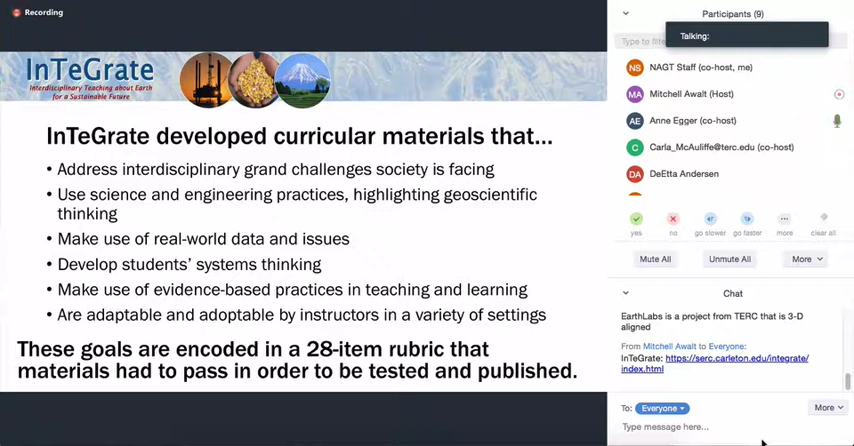 Recording
InTeGrate
Interdisciplinary Teaching about Earth
for a Sustainable Future
InTeGrate developed curricular materials that...
• Address interdisciplinary grand challenges society is facing
• Use science and engineering practices, highlighting geoscientific
thinking
• Make use of real-world data and issues
• Develop students' systems thinking
• Make use of evidence-based practices in teaching and learning
• Are adaptable and adoptable by instructors in a variety of settings
These goals are encoded in a 28-item rubric that
materials had to pass in order to be tested and published.
Participants (9)
Talking:
Type to
NS NAGT Staff (co-host, me)
MA Mitchell Awalt (Host)
AE Anne Egger (co-host)
C Carla_McAuliffe@terc.edu (co-host)
DA DeEtta Andersen
yes no go slower go faster more clear all
Mute All Unmute All More
Chat
EarthLabs is a project from TERC that is 3-D
aligned
From Mitchell Awalt to Everyone:
InTeGrate: https://serc.carleton.edu/integrate/
index.html
To: Everyone More
Type message here...